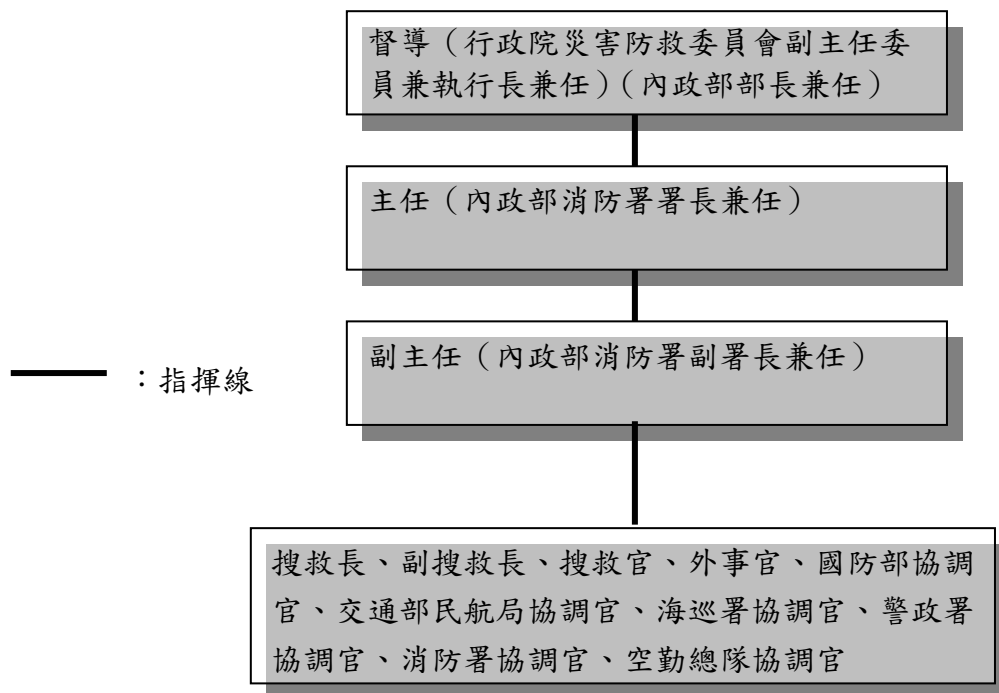 督導（行政院災害防救委員會副主任委
員兼執行長兼任）（內政部部長兼任）
主任（內政部消防署署長兼任）
副主任（內政部消防署副署長兼任）
：指揮線
搜救長、副搜救長、搜救官、外事官、國防部協調
官、交通部民航局協調官、海巡署協調官、警政署
協調官、消防署協調官、空勤總隊協調官